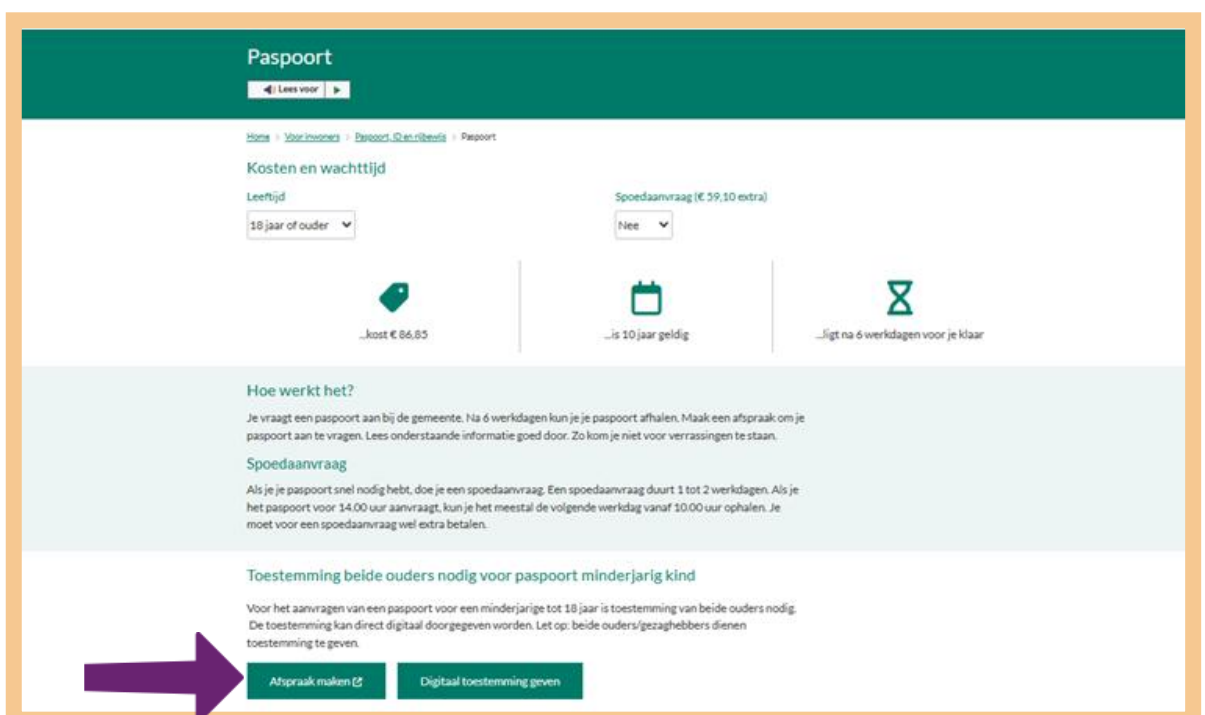 Paspoort
Lees voor
Home > Voor inwoners > Paspoort, ID en rijbewijs > Paspoort
Kosten en wachttijd
Leeftijd
Spoedaanvraag (€ 59,10 extra)
18 jaar of ouder
Nee
...kost € 86,85
...is 10 jaar geldig
...ligt na 6 werkdagen voor je klaar
Hoe werkt het?
Je vraagt een paspoort aan bij de gemeente. Na 6 werkdagen kun je je paspoort afhalen. Maak een afspraak om je
paspoort aan te vragen. Lees onderstaande informatie goed door. Zo kom je niet voor verrassingen te staan.
Spoedaanvraag
Als je je paspoort snel nodig hebt, doe je een spoedaanvraag. Een spoedaanvraag duurt 1 tot 2 werkdagen. Als je
het paspoort voor 14.00 uur aanvraagt, kun je het meestal de volgende werkdag vanaf 10.00 uur ophalen. Je
moet voor een spoedaanvraag wel extra betalen.
Toestemming beide ouders nodig voor paspoort minderjarig kind
Voor het aanvragen van een paspoort voor een minderjarige tot 18 jaar is toestemming van beide ouders nodig.
De toestemming kan direct digitaal doorgegeven worden. Let op: beide ouders/gezaghebbers dienen
toestemming te geven.
Afspraak maken
Digitaal toestemming geven